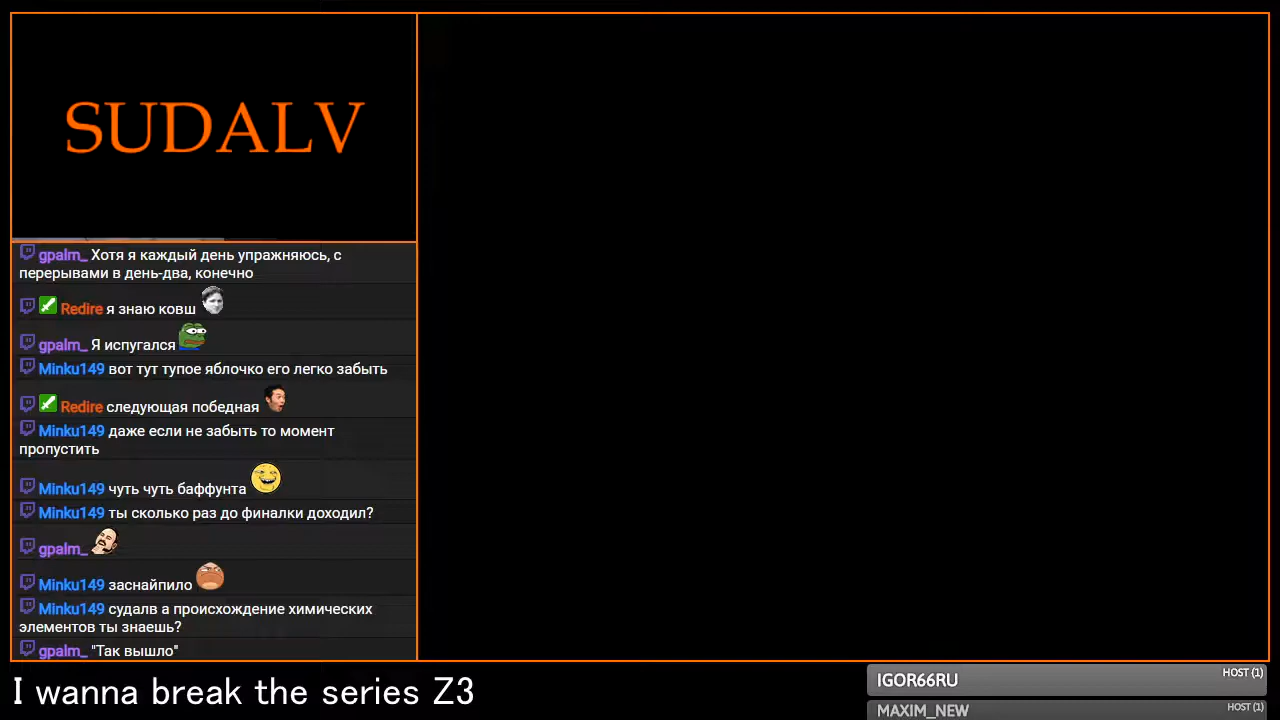 SUDALV
gpalm_ Хотя я каждый день упражняюсь, с
перерывами в день-два, конечно
Redire я знаю ковш
gpalm_ Я испугался
Minku149 вот тут тупое яблочко его легко забыть
Redire следующая победная
Minku149 даже если не забыть то момент
пропустить
Minku149 чуть чуть баффунта
Minku149 ты сколько раз до финалки доходил?
gpalm_
Minku149 заснайпило
Minku149 судалв а происхождение химических
элементов ты знаешь?
gpalm_ "Так вышло"
I wanna break the series Z3
IGOR66RU HOST (1)
MAXIM_NEW HOST (1)